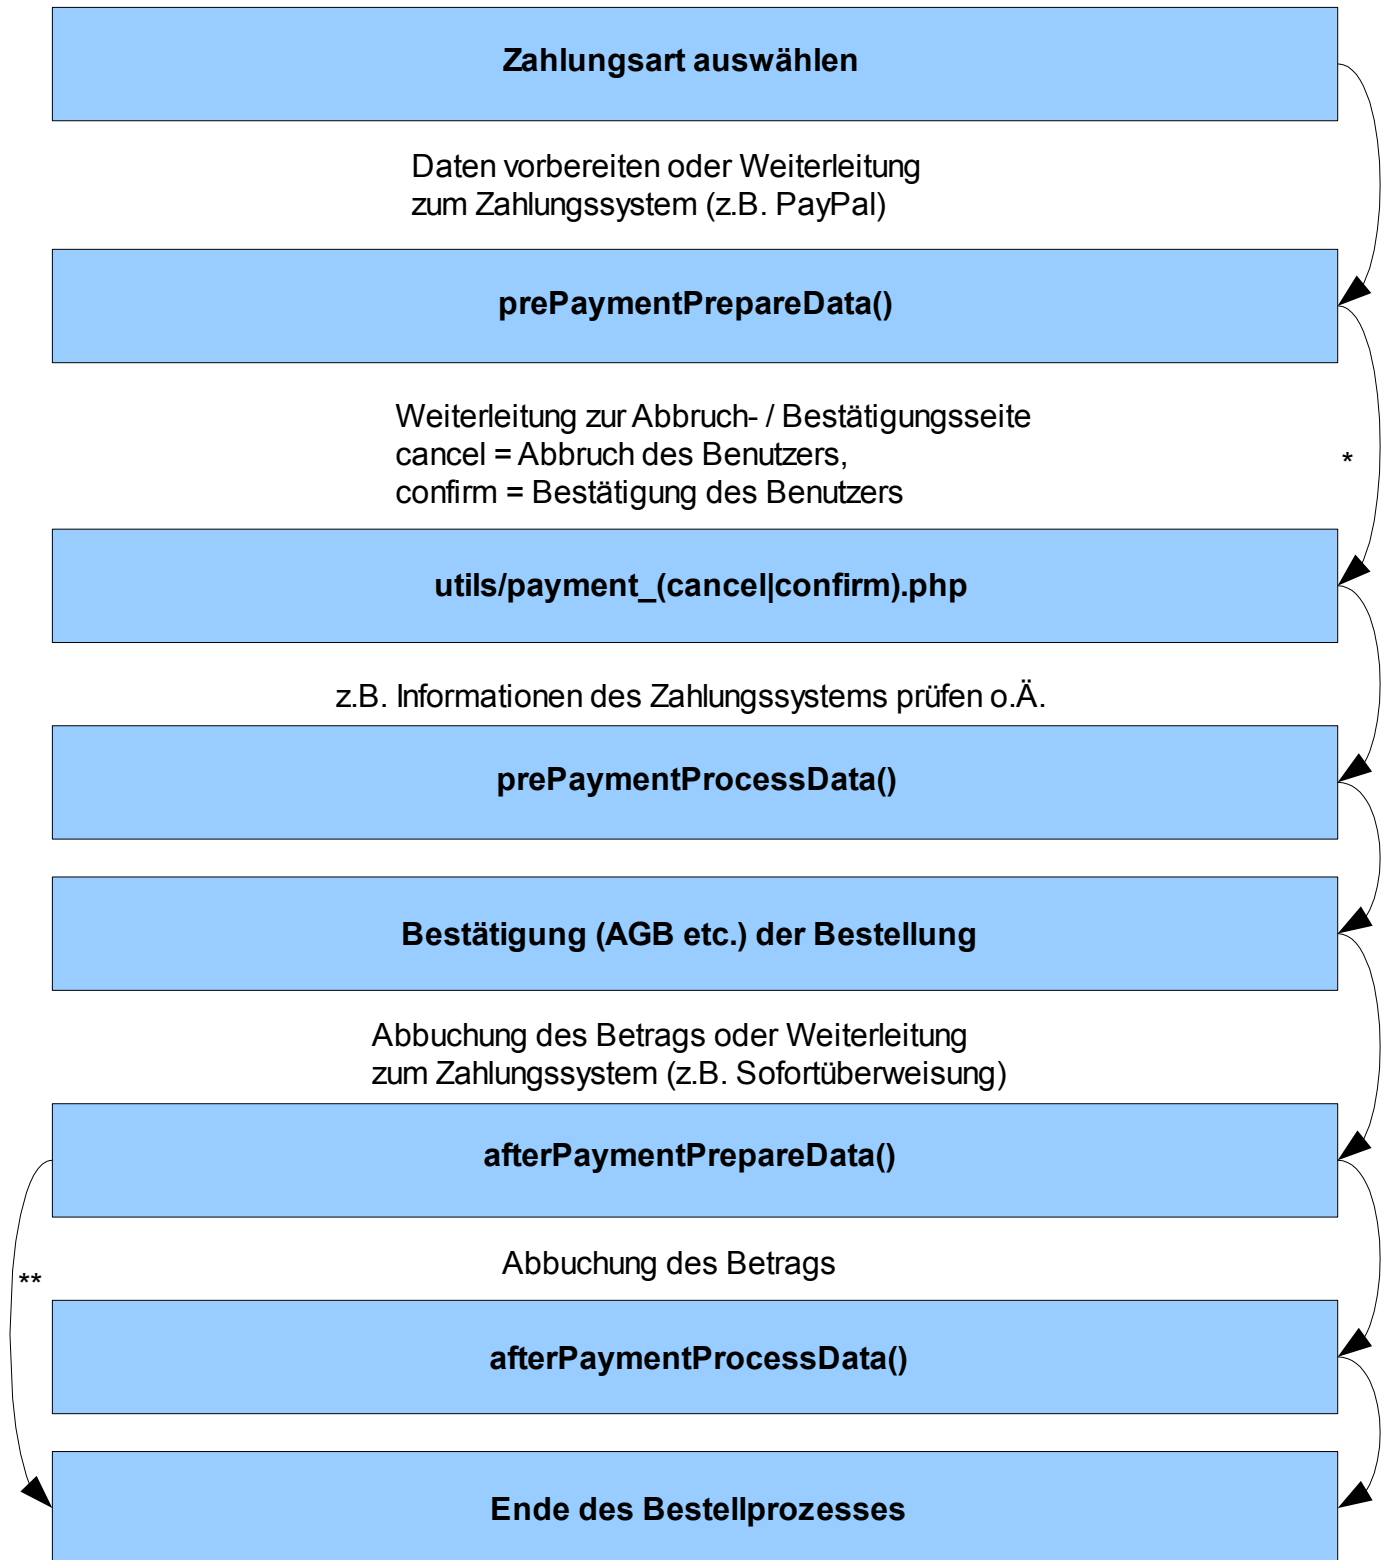 Zahlungsart auswählen
Daten vorbereiten oder Weiterleitung
zum Zahlungssystem (z.B. PayPal)
prePaymentPrepareData()
Weiterleitung zur Abbruch- / Bestätigungsseite
cancel = Abbruch des Benutzers,
confirm = Bestätigung des Benutzers
*
utils/payment_(cancel|confirm).php
z.B. Informationen des Zahlungssystems prüfen o.Ä.
prePaymentProcessData()
Bestätigung (AGB etc.) der Bestellung
Abbuchung des Betrags oder Weiterleitung
zum Zahlungssystem (z.B. Sofortüberweisung)
afterPaymentPrepareData()
Abbuchung des Betrags
**
afterPaymentProcessData()
Ende des Bestellprozesses